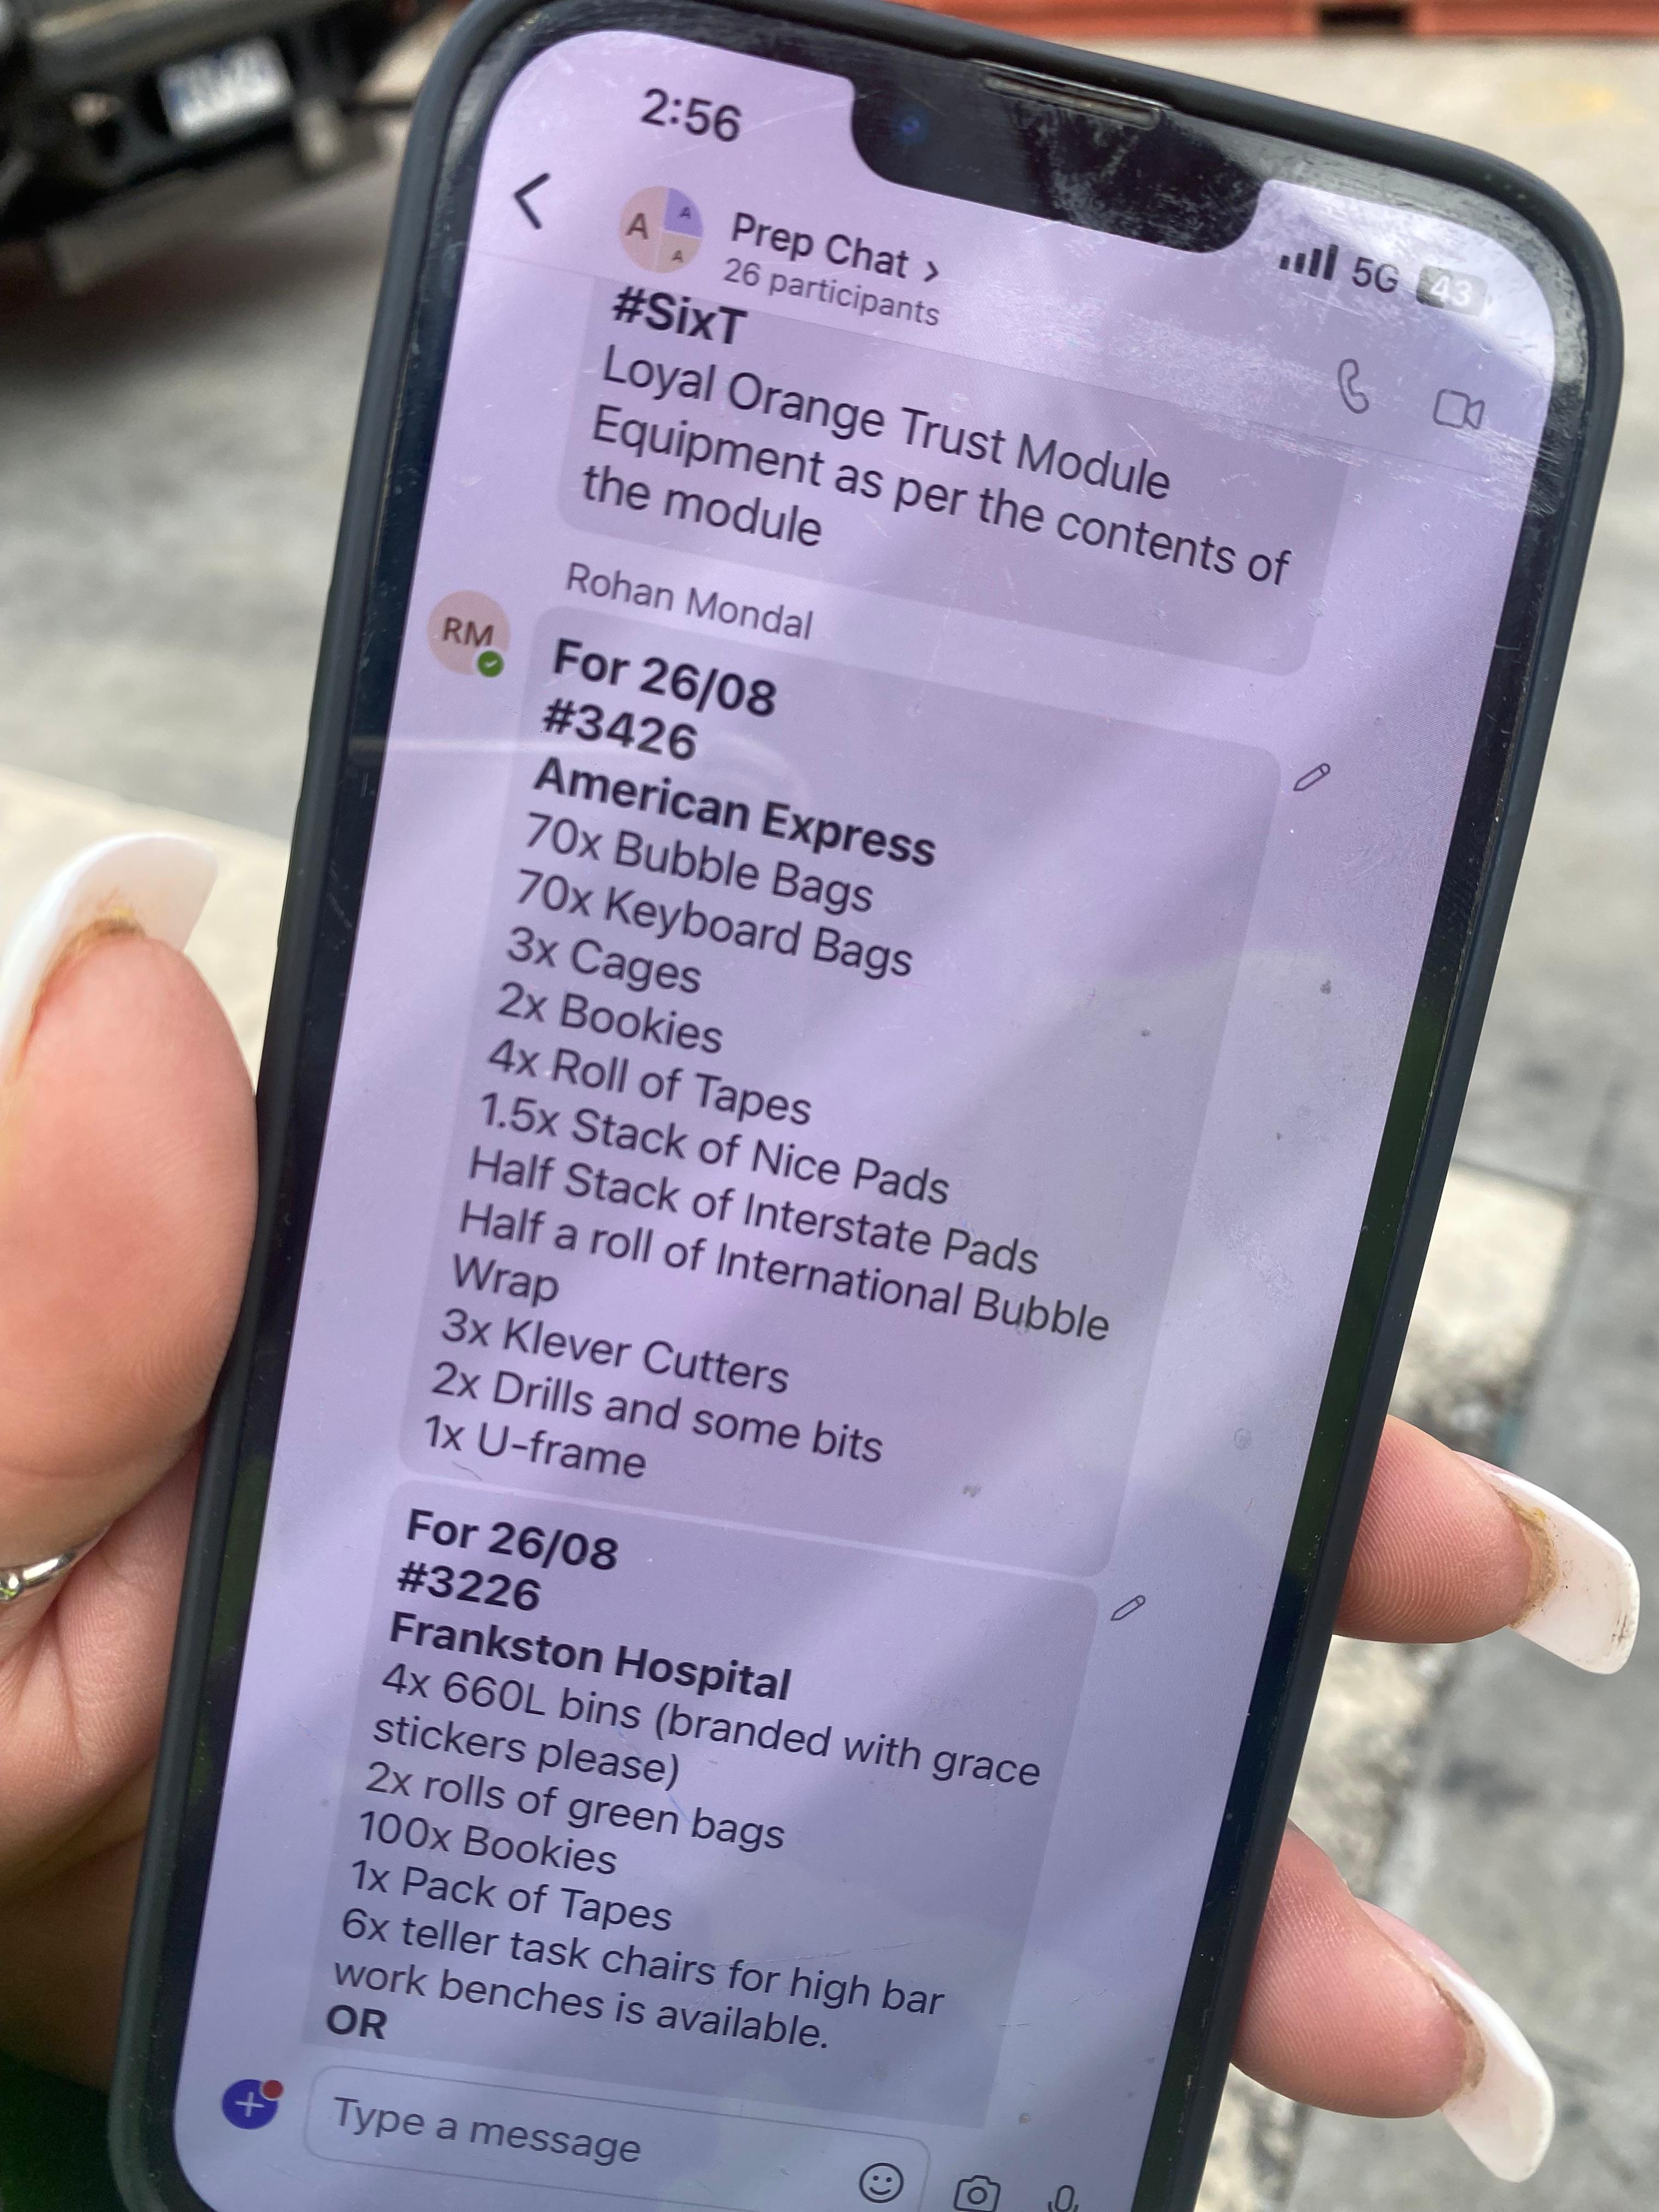 2:56
5G 43
A A A
Prep Chat >
26 participants
#SixT
Loyal Orange Trust Module
Equipment as per the contents of
the module
Rohan Mondal
RM
For 26/08
#3426
American Express
70x Bubble Bags
70x Keyboard Bags
3x Cages
2x Bookies
4x Roll of Tapes
1.5x Stack of Nice Pads
Half Stack of Interstate Pads
Half a roll of International Bubble
Wrap
3x Klever Cutters
2x Drills and some bits
1x U-frame
For 26/08
#3226
Frankston Hospital
4x 660L bins (branded with grace
stickers please)
2x rolls of green bags
100x Bookies
1x Pack of Tapes
6x teller task chairs for high bar
work benches is available.
OR
Type a message